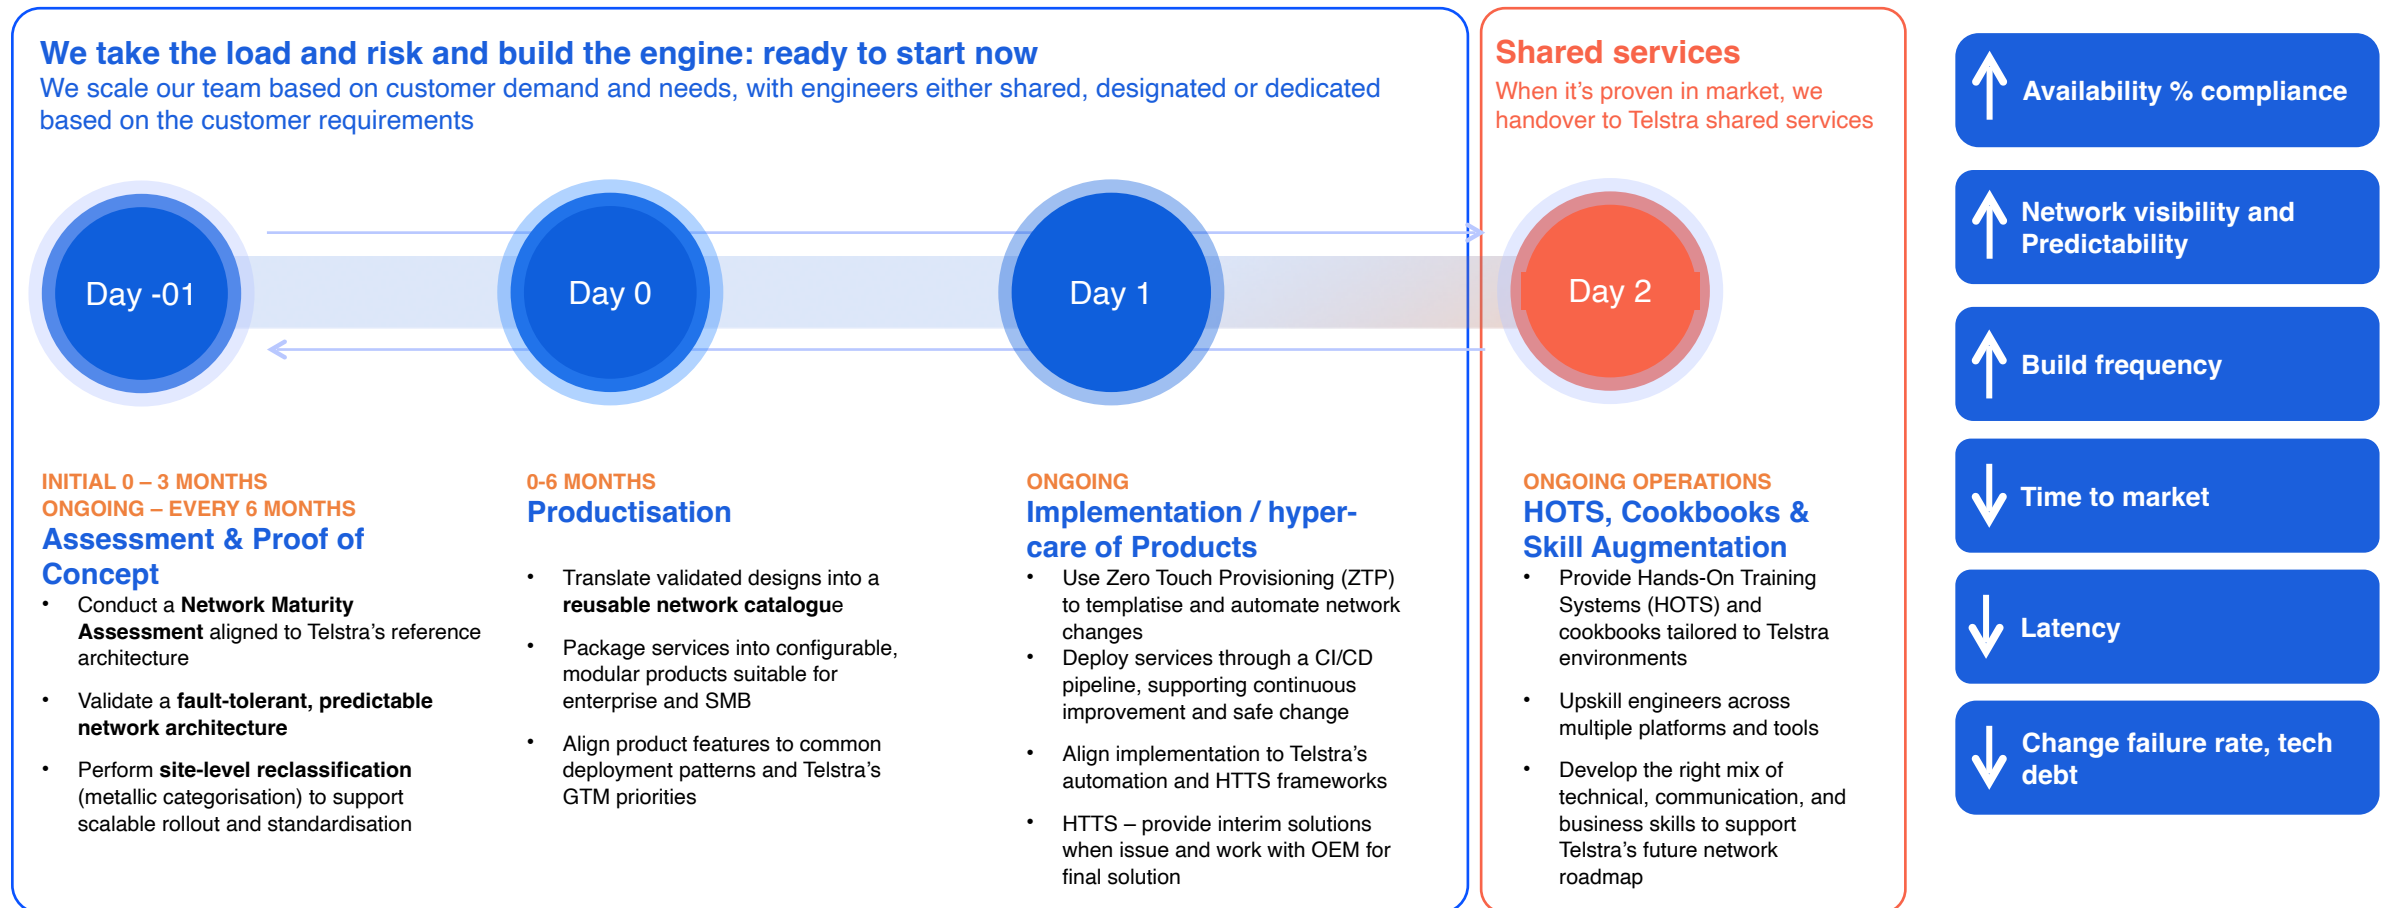 We take the load and risk and build the engine: ready to start now
We scale our team based on customer demand and needs, with engineers either shared, designated or dedicated
based on the customer requirements
Shared services
When it's proven in market, we
handover to Telstra shared services
Day -01
Day 0
Day 1
Day 2
INITIAL 0 – 3 MONTHS
ONGOING – EVERY 6 MONTHS
Assessment & Proof of
Concept
• Conduct a Network Maturity
Assessment aligned to Telstra's reference
architecture
• Validate a fault-tolerant, predictable
network architecture
• Perform site-level reclassification
(metallic categorisation) to support
scalable rollout and standardisation
0-6 MONTHS
Productisation
• Translate validated designs into a
reusable network catalogue
• Package services into configurable,
modular products suitable for
enterprise and SMB
• Align product features to common
deployment patterns and Telstra's
GTM priorities
ONGOING
Implementation / hyper-
care of Products
• Use Zero Touch Provisioning (ZTP)
to templatise and automate network
changes
• Deploy services through a CI/CD
pipeline, supporting continuous
improvement and safe change
• Align implementation to Telstra's
automation and HTTS frameworks
• HTTS – provide interim solutions
when issue and work with OEM for
final solution
ONGOING OPERATIONS
HOTS, Cookbooks &
Skill Augmentation
• Provide Hands-On Training
Systems (HOTS) and
cookbooks tailored to Telstra
environments
• Upskill engineers across
multiple platforms and tools
• Develop the right mix of
technical, communication, and
business skills to support
Telstra's future network
roadmap
Availability % compliance
Network visibility and
Predictability
Build frequency
Time to market
Latency
Change failure rate, tech
debt